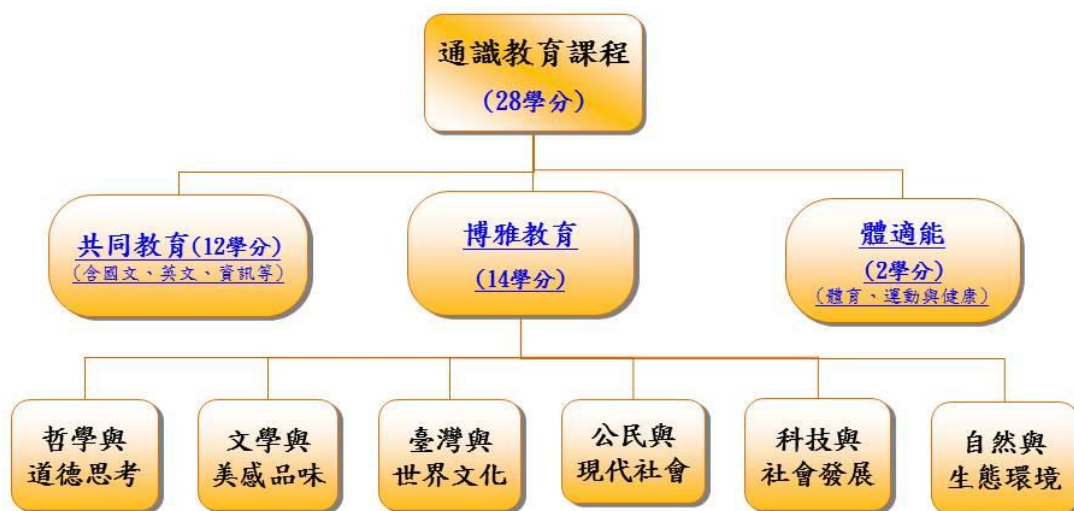 通識教育課程
(28學分)
共同教育(12學分)
(含國文、英文、資訊等)
博雅教育
(14學分)
體適能
(2學分)
(體育、運動與健康)
哲學與
道德思考
文學與
美感品味
臺灣與
世界文化
公民與
現代社會
科技與
社會發展
自然與
生態環境